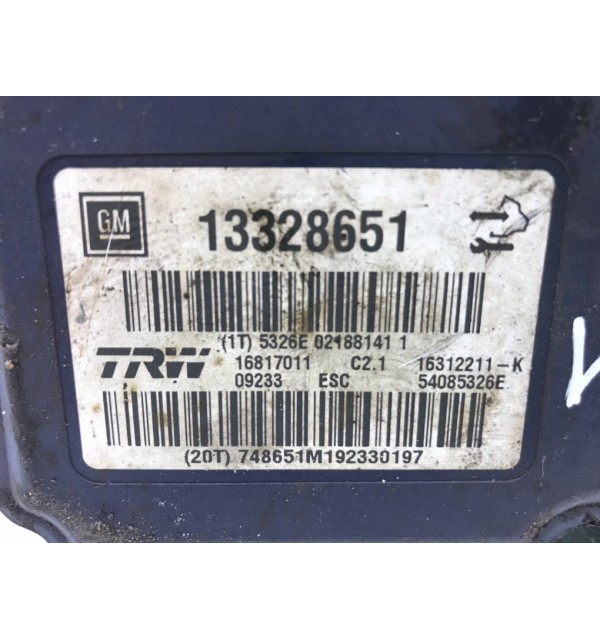 GM 13328651
(1T) 5326E 02188141 1
TRW 16817011 C2.1 16312211-K
09233 ESC 54085326E
(20T) 748651M192330197